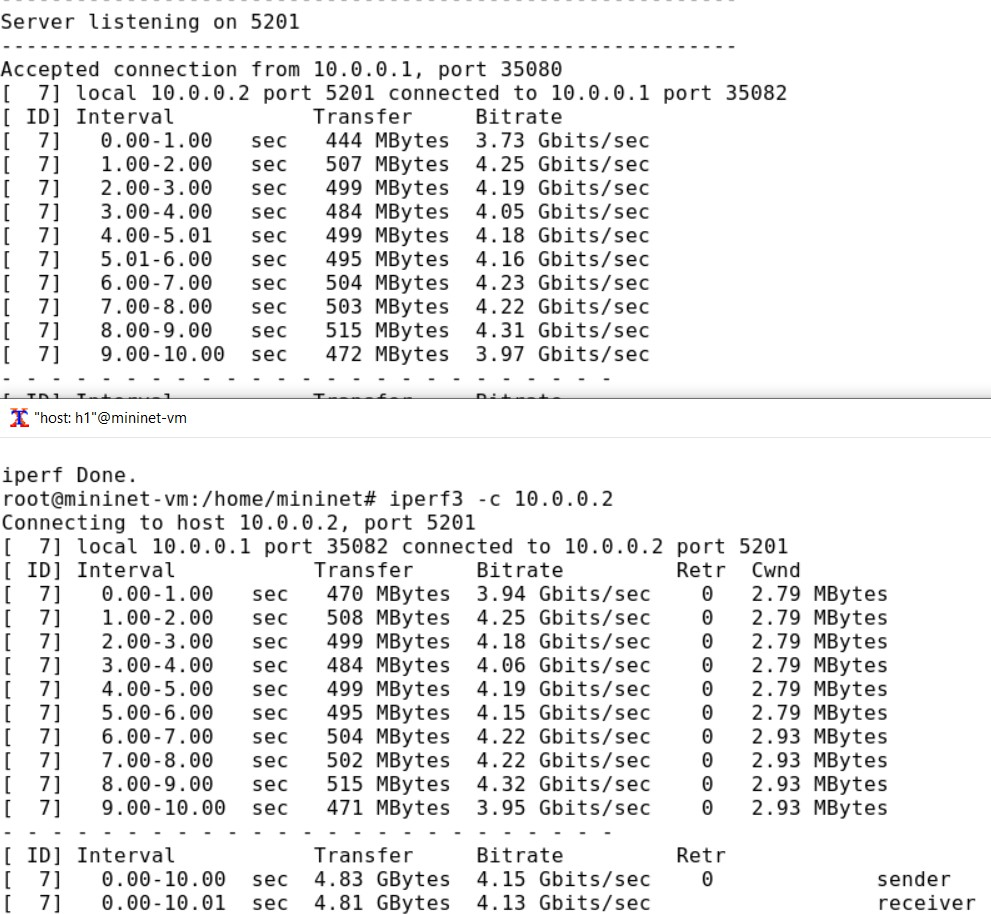 ------------------------------------------------------------
Server listening on 5201
------------------------------------------------------------
Accepted connection from 10.0.0.1, port 35080
[  7] local 10.0.0.2 port 5201 connected to 10.0.0.1 port 35082
[ ID] Interval           Transfer     Bitrate
[  7]   0.00-1.00   sec   444 MBytes  3.73 Gbits/sec
[  7]   1.00-2.00   sec   507 MBytes  4.25 Gbits/sec
[  7]   2.00-3.00   sec   499 MBytes  4.19 Gbits/sec
[  7]   3.00-4.00   sec   484 MBytes  4.05 Gbits/sec
[  7]   4.00-5.01   sec   499 MBytes  4.18 Gbits/sec
[  7]   5.01-6.00   sec   495 MBytes  4.16 Gbits/sec
[  7]   6.00-7.00   sec   504 MBytes  4.23 Gbits/sec
[  7]   7.00-8.00   sec   503 MBytes  4.22 Gbits/sec
[  7]   8.00-9.00   sec   515 MBytes  4.31 Gbits/sec
[  7]   9.00-10.00  sec   472 MBytes  3.97 Gbits/sec
- - - - - - - - - - - - - - - - - - - - - - - - -
[ ID] Interval           Transfer     Bitrate
"host: h1"@mininet-vm
iperf Done.
root@mininet-vm:/home/mininet# iperf3 -c 10.0.0.2
Connecting to host 10.0.0.2, port 5201
[  7] local 10.0.0.1 port 35082 connected to 10.0.0.2 port 5201
[ ID] Interval           Transfer     Bitrate         Retr  Cwnd
[  7]   0.00-1.00   sec   470 MBytes  3.94 Gbits/sec    0   2.79 MBytes
[  7]   1.00-2.00   sec   508 MBytes  4.25 Gbits/sec    0   2.79 MBytes
[  7]   2.00-3.00   sec   499 MBytes  4.18 Gbits/sec    0   2.79 MBytes
[  7]   3.00-4.00   sec   484 MBytes  4.06 Gbits/sec    0   2.79 MBytes
[  7]   4.00-5.00   sec   499 MBytes  4.19 Gbits/sec    0   2.79 MBytes
[  7]   5.00-6.00   sec   495 MBytes  4.15 Gbits/sec    0   2.79 MBytes
[  7]   6.00-7.00   sec   504 MBytes  4.22 Gbits/sec    0   2.93 MBytes
[  7]   7.00-8.00   sec   502 MBytes  4.22 Gbits/sec    0   2.93 MBytes
[  7]   8.00-9.00   sec   515 MBytes  4.32 Gbits/sec    0   2.93 MBytes
[  7]   9.00-10.00  sec   471 MBytes  3.95 Gbits/sec    0   2.93 MBytes
- - - - - - - - - - - - - - - - - - - - - - - - -
[ ID] Interval           Transfer     Bitrate         Retr
[  7]   0.00-10.00  sec  4.83 GBytes  4.15 Gbits/sec    0             sender
[  7]   0.00-10.01  sec  4.81 GBytes  4.13 Gbits/sec                  receiver